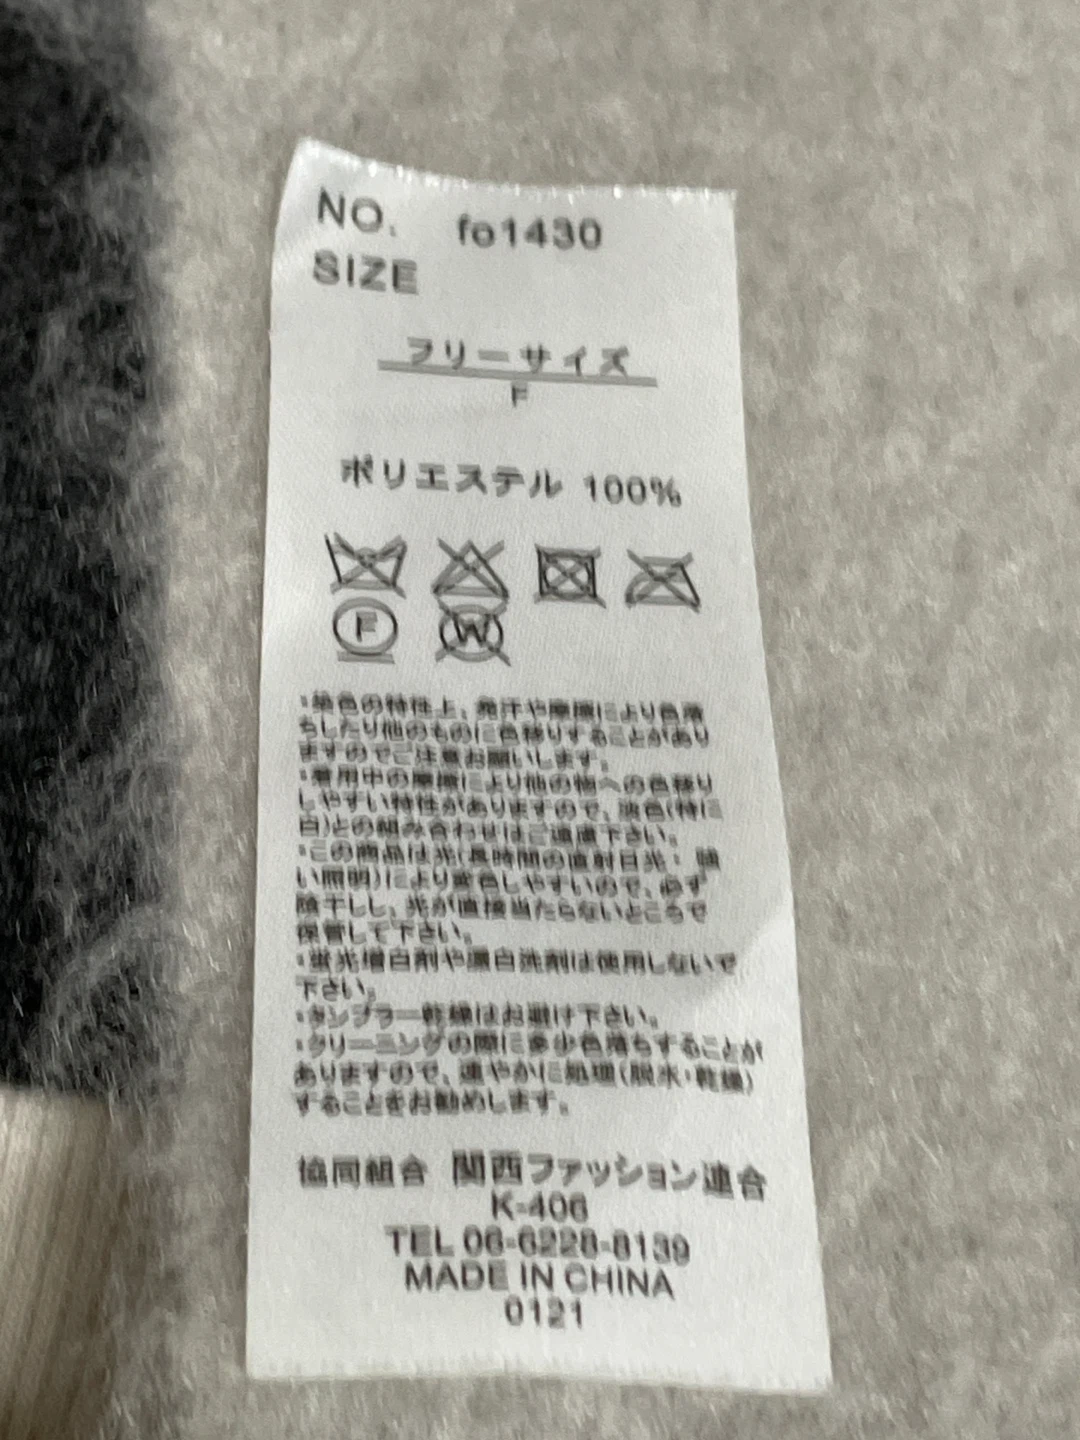 NO. fo1430
SIZE
フリーサイズ
F
ポリエステル 100%
F W
・染色の特性上、発汗や摩擦により色落
ちしたり他のものに色移りすることがあり
ますのでご注意お願いします。
・着用中の摩擦により他の物への色移り
しやすい特性がありますので、淡色(特に
白)との組み合わせはご遠慮下さい。
・この商品は光(長時間の直射日光・強
い照明)により変色しやすいので、必ず
陰干しし、光が直接当たらないところで
保管して下さい。
・蛍光増白剤や漂白洗剤は使用しないで
下さい。
・タンブラー乾燥はお避け下さい。
・クリーニングの際に多少色落ちすることが
ありますので、速やかに処理(脱水・乾燥)
することをお勧めします。
協同組合 関西ファッション連合
K-406
TEL 06-6228-8139
MADE IN CHINA
0121